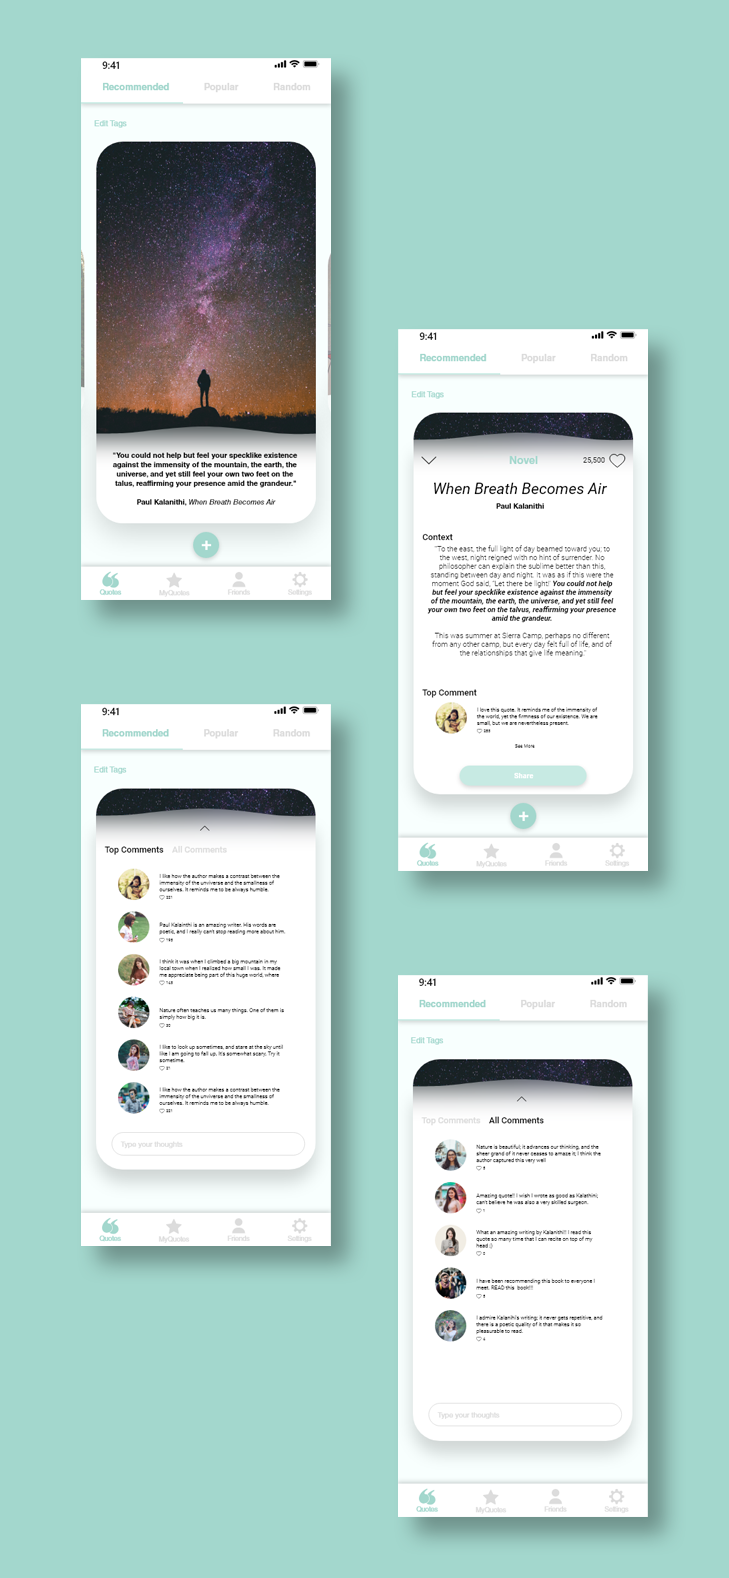 9:41
Recommended Popular Random
Edit Tags
"You could not help but feel your specklike existence
against the immensity of the mountain, the earth, the
universe, and yet still feel your own two feet on the
talus, reaffirming your presence amid the grandeur."
Paul Kalanithi, When Breath Becomes Air
+
Quotes MyQuotes Friends Settings
9:41
Recommended Popular Random
Edit Tags
Novel 25,500
When Breath Becomes Air
Paul Kalanithi
Context
"To the east, the full light of day beamed toward you; to
the west, night reigned with no hint of surrender. No
philosopher can explain the sublime better than this,
standing between day and night. It was as if this were the
moment God said, "Let there be light!' You could not help
but feel your specklike existence against the immensity
of the mountain, the earth, the universe, and yet still feel
your own two feet on the talvus, reaffirming your presence
amid the grandeur.
This was summer at Sierra Camp, perhaps no different
from any other camp, but every day felt full of life, and of
the relationships that give life meaning."
Top Comment
I love this quote. It reminds me of the immensity of
the world, yet the firmness of our existence. We are
small, but we are nevertheless present.
See More
Share
+
Quotes MyQuotes Friends Settings
9:41
Recommended Popular Random
Edit Tags
Top Comments All Comments
I like how the author makes a contrast between the
immensity of the unviverse and the smallness of
ourselves. It reminds me to be always humble.
Paul Kalainthi is an amazing writer. His words are
poetic, and I really can't stop reading more about him.
I think it was when I climbed a big mountain in my
local town when I realized how small I was. It made
me appreciate being part of this huge world, where
Nature often teaches us many things. One of them is
simply how big it is.
I like to look up sometimes, and stare at the sky until
like I am going to fall up. It's somewhat scary. Try it
sometime.
I like how the author makes a contrast between the
immensity of the unviverse and the smallness of
ourselves. It reminds me to be always humble.
Type your thoughts
Quotes MyQuotes Friends Settings
9:41
Recommended Popular Random
Edit Tags
Top Comments All Comments
Nature is beautiful; it advances our thinking, and the
sheer grand of it never ceases to amaze it; I think the
author captured this very well
Amazing quote!! I wish I wrote as good as Kalathini;
can't believe he was also a very skilled surgeon.
What an amazing writing by Kalanithi!! I read this
quote so many time that I can recite on top of my
head ;)
I have been recommending this book to everyone I
meet. READ this book!!!
I admire Kalanihi's writing; it never gets repetitive, and
there is a poetic quality of it that makes it so
pleasurable to read.
Type your thoughts
Quotes MyQuotes Friends Settings